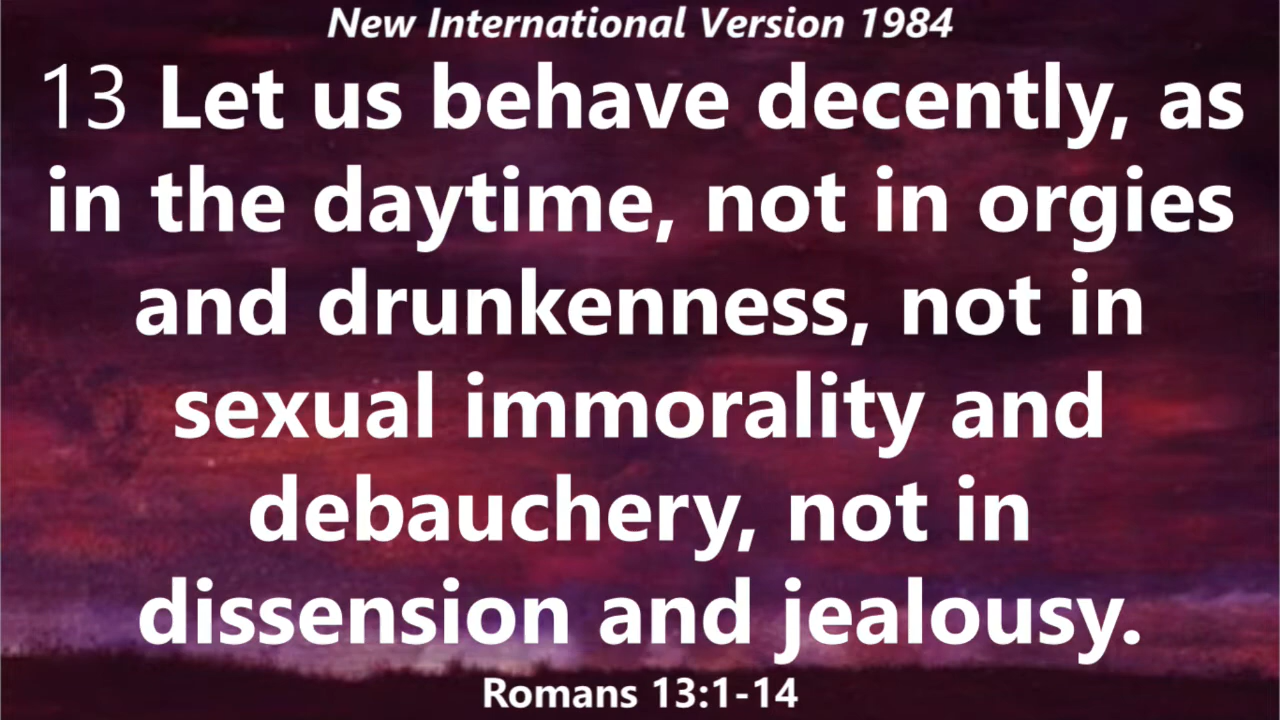 New International Version 1984
13 Let us behave decently, as
in the daytime, not in orgies
and drunkenness, not in
sexual immorality and
debauchery, not in
dissension and jealousy.
Romans 13:1-14